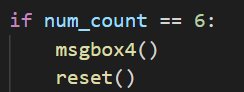 if num_count == 6:
    msgbox4()
    reset()